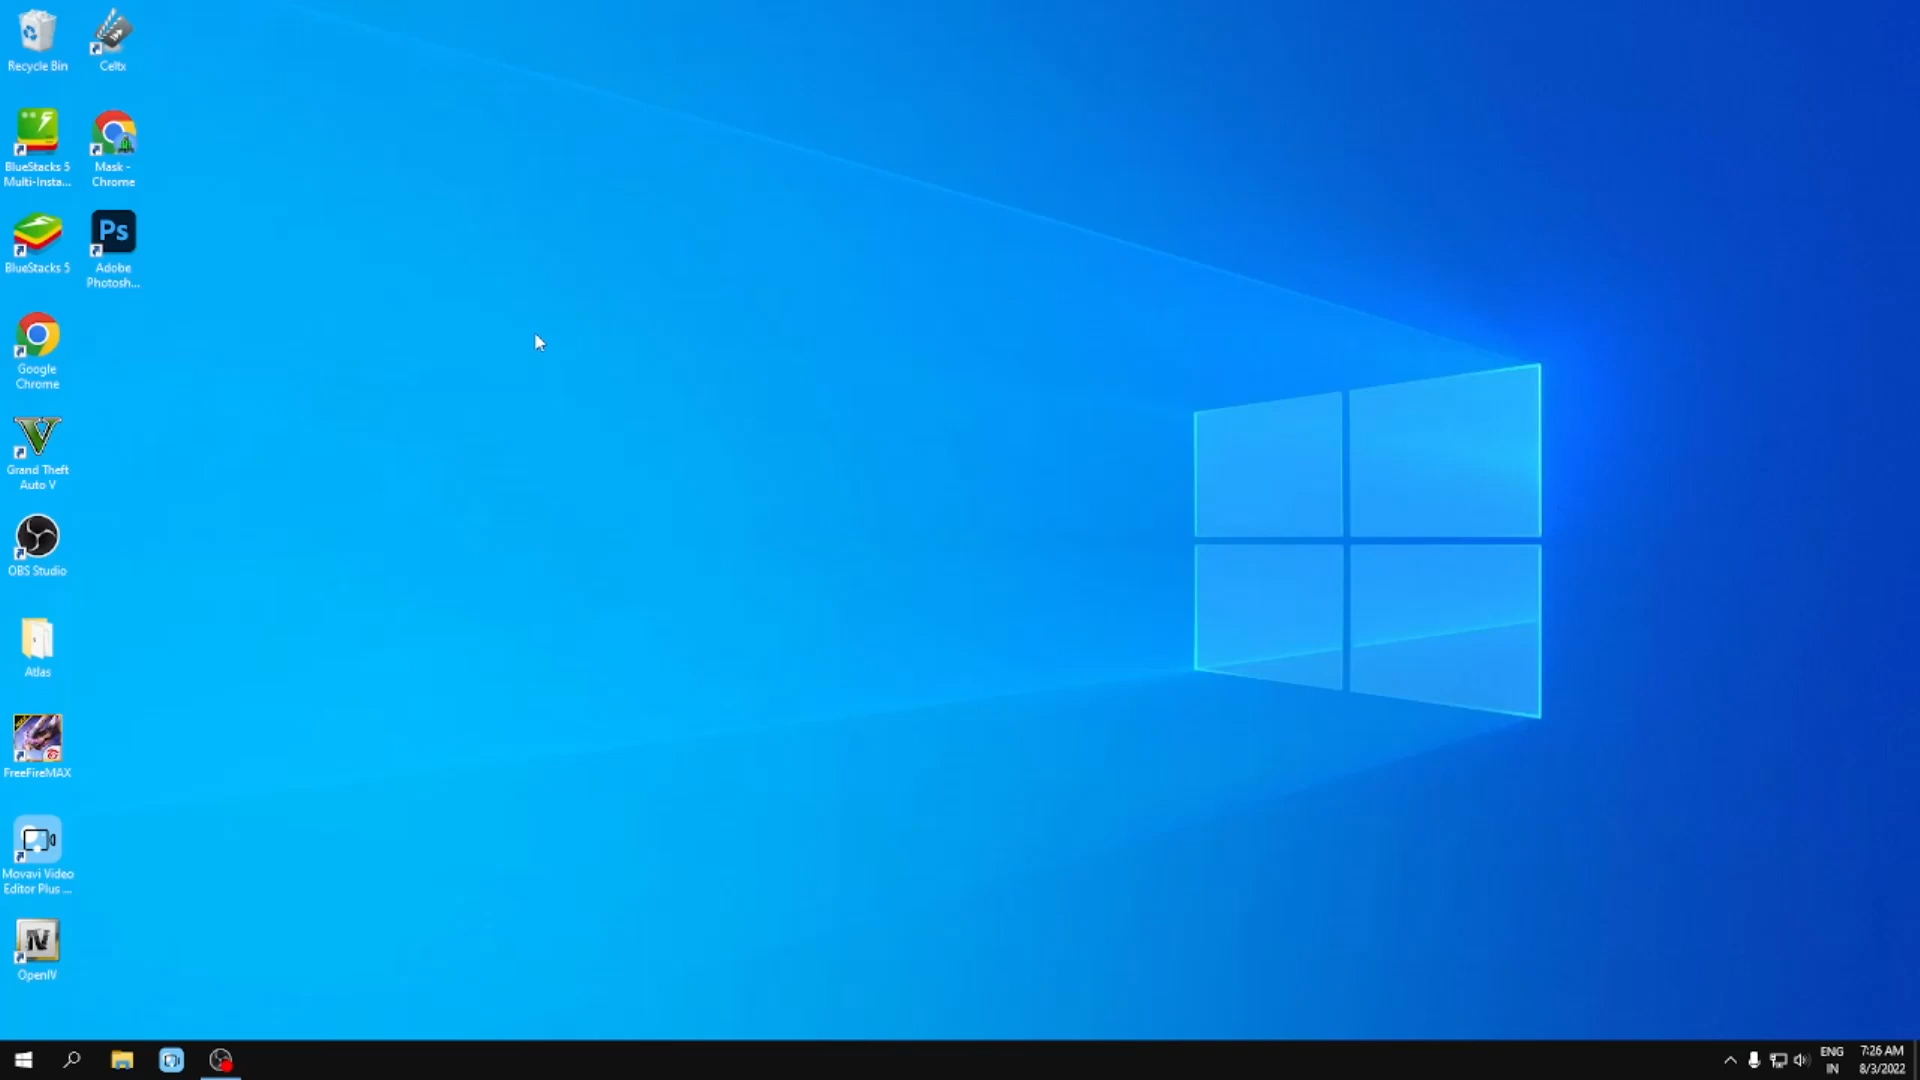 Recycle Bin
Celtx
BlueStacks 5
Multi-Insta...
Mask -
Chrome
BlueStacks 5
Ps
Adobe
Photosh...
Google
Chrome
Grand Theft
Auto V
OBS Studio
Atlas
FreeFireMAX
Movavi Video
Editor Plus ...
IV
OpenIV
ENG
IN
7:26 AM
8/3/2022